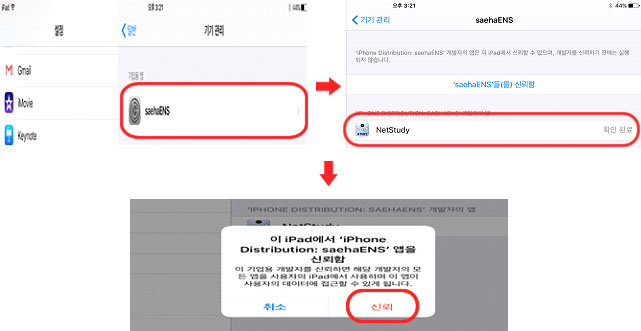 iPad
오후 3:21
44%
설정
일반
기기 관리
Gmail
iMovie
Keynote
기업용 앱
saehaENS
오후 3:21
44%
기기 관리
saehaENS
'iPhone Distribution: saehaENS' 개발자의 앱은 이 iPad에서 신뢰할 수 없으며, 개발자를 신뢰하기 전에는 실행
되지 않습니다.
'saehaENS'을(를) 신뢰함
NetStudy
확인 완료
'IPHONE DISTRIBUTION: SAEHAENS' 개발자의 앱
NetStudy
이 iPad에서 'iPhone
Distribution: saehaENS' 앱을
신뢰함
이 기업용 개발자를 신뢰하면 해당 개발자의 모
든 앱을 사용자의 iPad에서 사용하며 이 앱이
사용자의 데이터에 접근할 수 있게 됩니다.
취소
신뢰